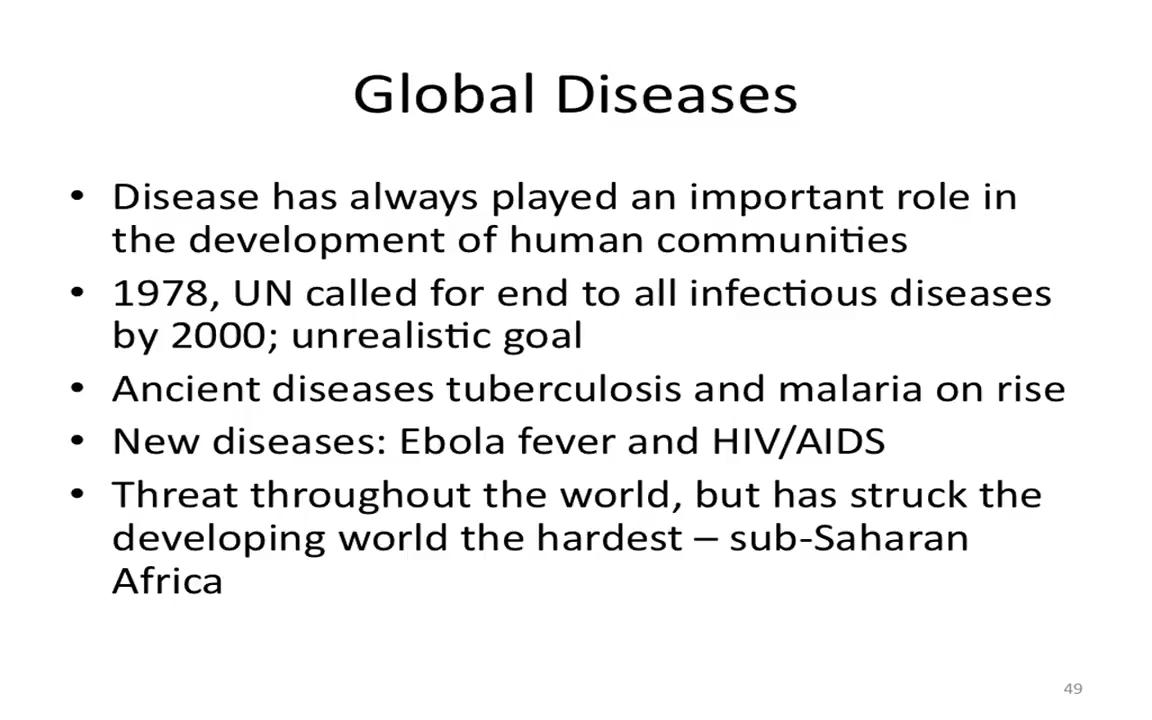 Global Diseases
• Disease has always played an important role in
the development of human communities
• 1978, UN called for end to all infectious diseases
by 2000; unrealistic goal
• Ancient diseases tuberculosis and malaria on rise
• New diseases: Ebola fever and HIV/AIDS
• Threat throughout the world, but has struck the
developing world the hardest – sub-Saharan
Africa
49